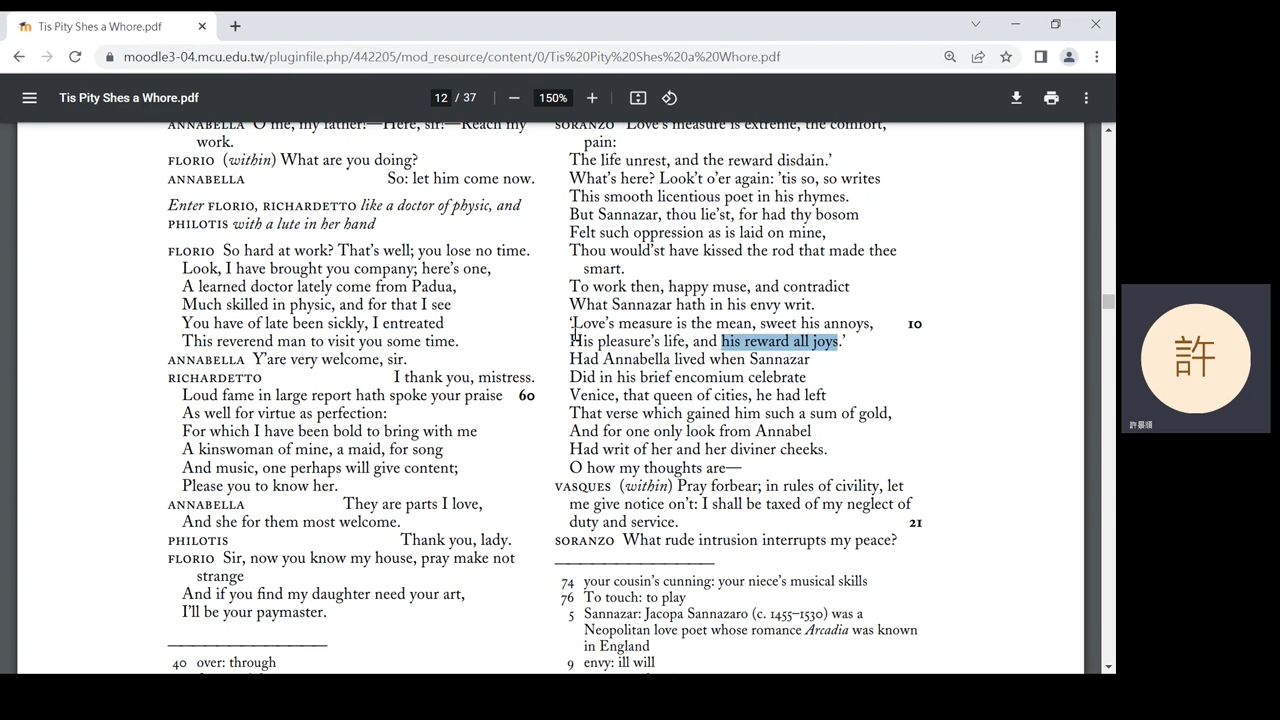 Tis Pity Shes a Whore.pdf
moodle3-04.mcu.edu.tw/pluginfile.php/442205/mod_resource/content/0/Tis%20Pity%20Shes%20a%20Whore.pdf
Tis Pity Shes a Whore.pdf
12 / 37
150%
ANNABELLA O me, my father!—Here, sir!—Reach my
work.
FLORIO (within) What are you doing?
ANNABELLA So: let him come now.
Enter FLORIO, RICHARDETTO like a doctor of physic, and
PHILOTIS with a lute in her hand
FLORIO So hard at work? That's well; you lose no time.
Look, I have brought you company; here's one,
A learned doctor lately come from Padua,
Much skilled in physic, and for that I see
You have of late been sickly, I entreated
This reverend man to visit you some time.
ANNABELLA Y'are very welcome, sir.
RICHARDETTO I thank you, mistress.
Loud fame in large report hath spoke your praise 60
As well for virtue as perfection:
For which I have been bold to bring with me
A kinswoman of mine, a maid, for song
And music, one perhaps will give content;
Please you to know her.
ANNABELLA They are parts I love,
And she for them most welcome.
PHILOTIS Thank you, lady.
FLORIO Sir, now you know my house, pray make not
strange
And if you find my daughter need your art,
I'll be your paymaster.
40 over: through
SORANZO 'Love's measure is extreme, the comfort,
pain:
The life unrest, and the reward disdain.'
What's here? Look't o'er again: 'tis so, so writes
This smooth licentious poet in his rhymes.
But Sannazar, thou lie'st, for had thy bosom
Felt such oppression as is laid on mine,
Thou would'st have kissed the rod that made thee
smart.
To work then, happy muse, and contradict
What Sannazar hath in his envy writ.
'Love's measure is the mean, sweet his annoys, 10
His pleasure's life, and his reward all joys.'
Had Annabella lived when Sannazar
Did in his brief encomium celebrate
Venice, that queen of cities, he had left
That verse which gained him such a sum of gold,
And for one only look from Annabel
Had writ of her and her diviner cheeks.
O how my thoughts are—
VASQUES (within) Pray forbear; in rules of civility, let
me give notice on't: I shall be taxed of my neglect of
duty and service. 21
SORANZO What rude intrusion interrupts my peace?
74 your cousin's cunning: your niece's musical skills
76 To touch: to play
5 Sannazar: Jacopa Sannazaro (c. 1455–1530) was a
Neopolitan love poet whose romance Arcadia was known
in England
9 envy: ill will
許
許景順